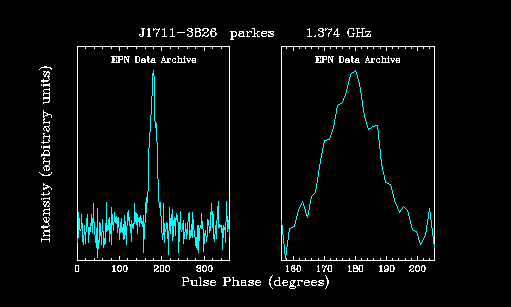 J1711-3826 parkes 1.374 GHz
EPN Data Archive EPN Data Archive
Intensity (arbitrary units)
0 100 200 300 160 170 180 190 200
Pulse Phase (degrees)